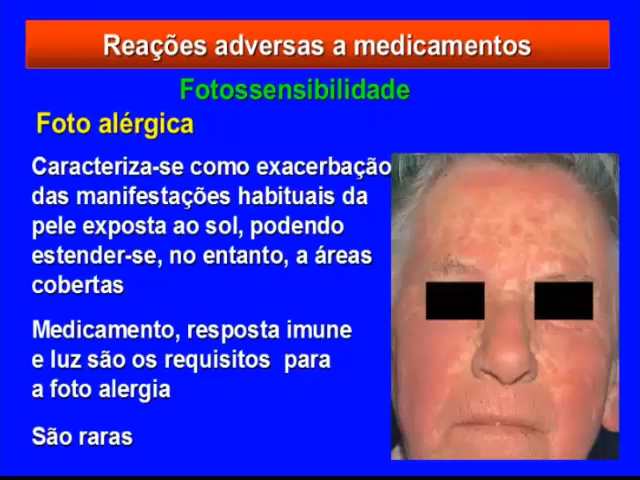 Reações adversas a medicamentos
Fotossensibilidade
Foto alérgica
Caracteriza-se como exacerbação
das manifestações habituais da
pele exposta ao sol, podendo
estender-se, no entanto, a áreas
cobertas
Medicamento, resposta imune
e luz são os requisitos para
a foto alergia
São raras